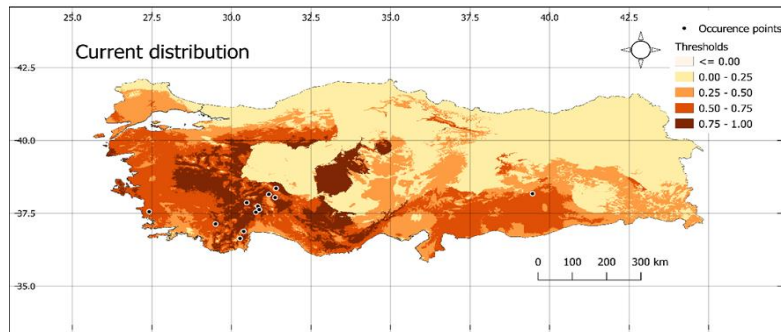 25.0 27.5 30.5 32.5 35.0 37.5 40.0 42.5
Occurence points
Current distribution
Thresholds
<= 0.00
0.00 - 0.25
0.25 - 0.50
0.50 - 0.75
0.75 - 1.00
42.5
40.0
37.5
35.0
0 100 200 300 km